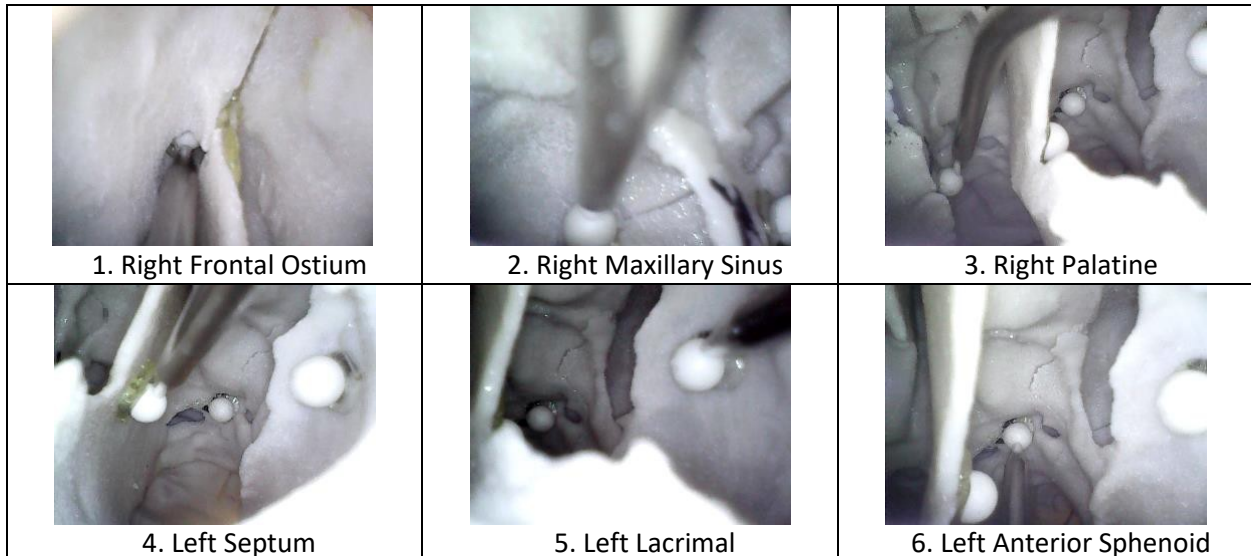 1. Right Frontal Ostium
2. Right Maxillary Sinus
3. Right Palatine
4. Left Septum
5. Left Lacrimal
6. Left Anterior Sphenoid